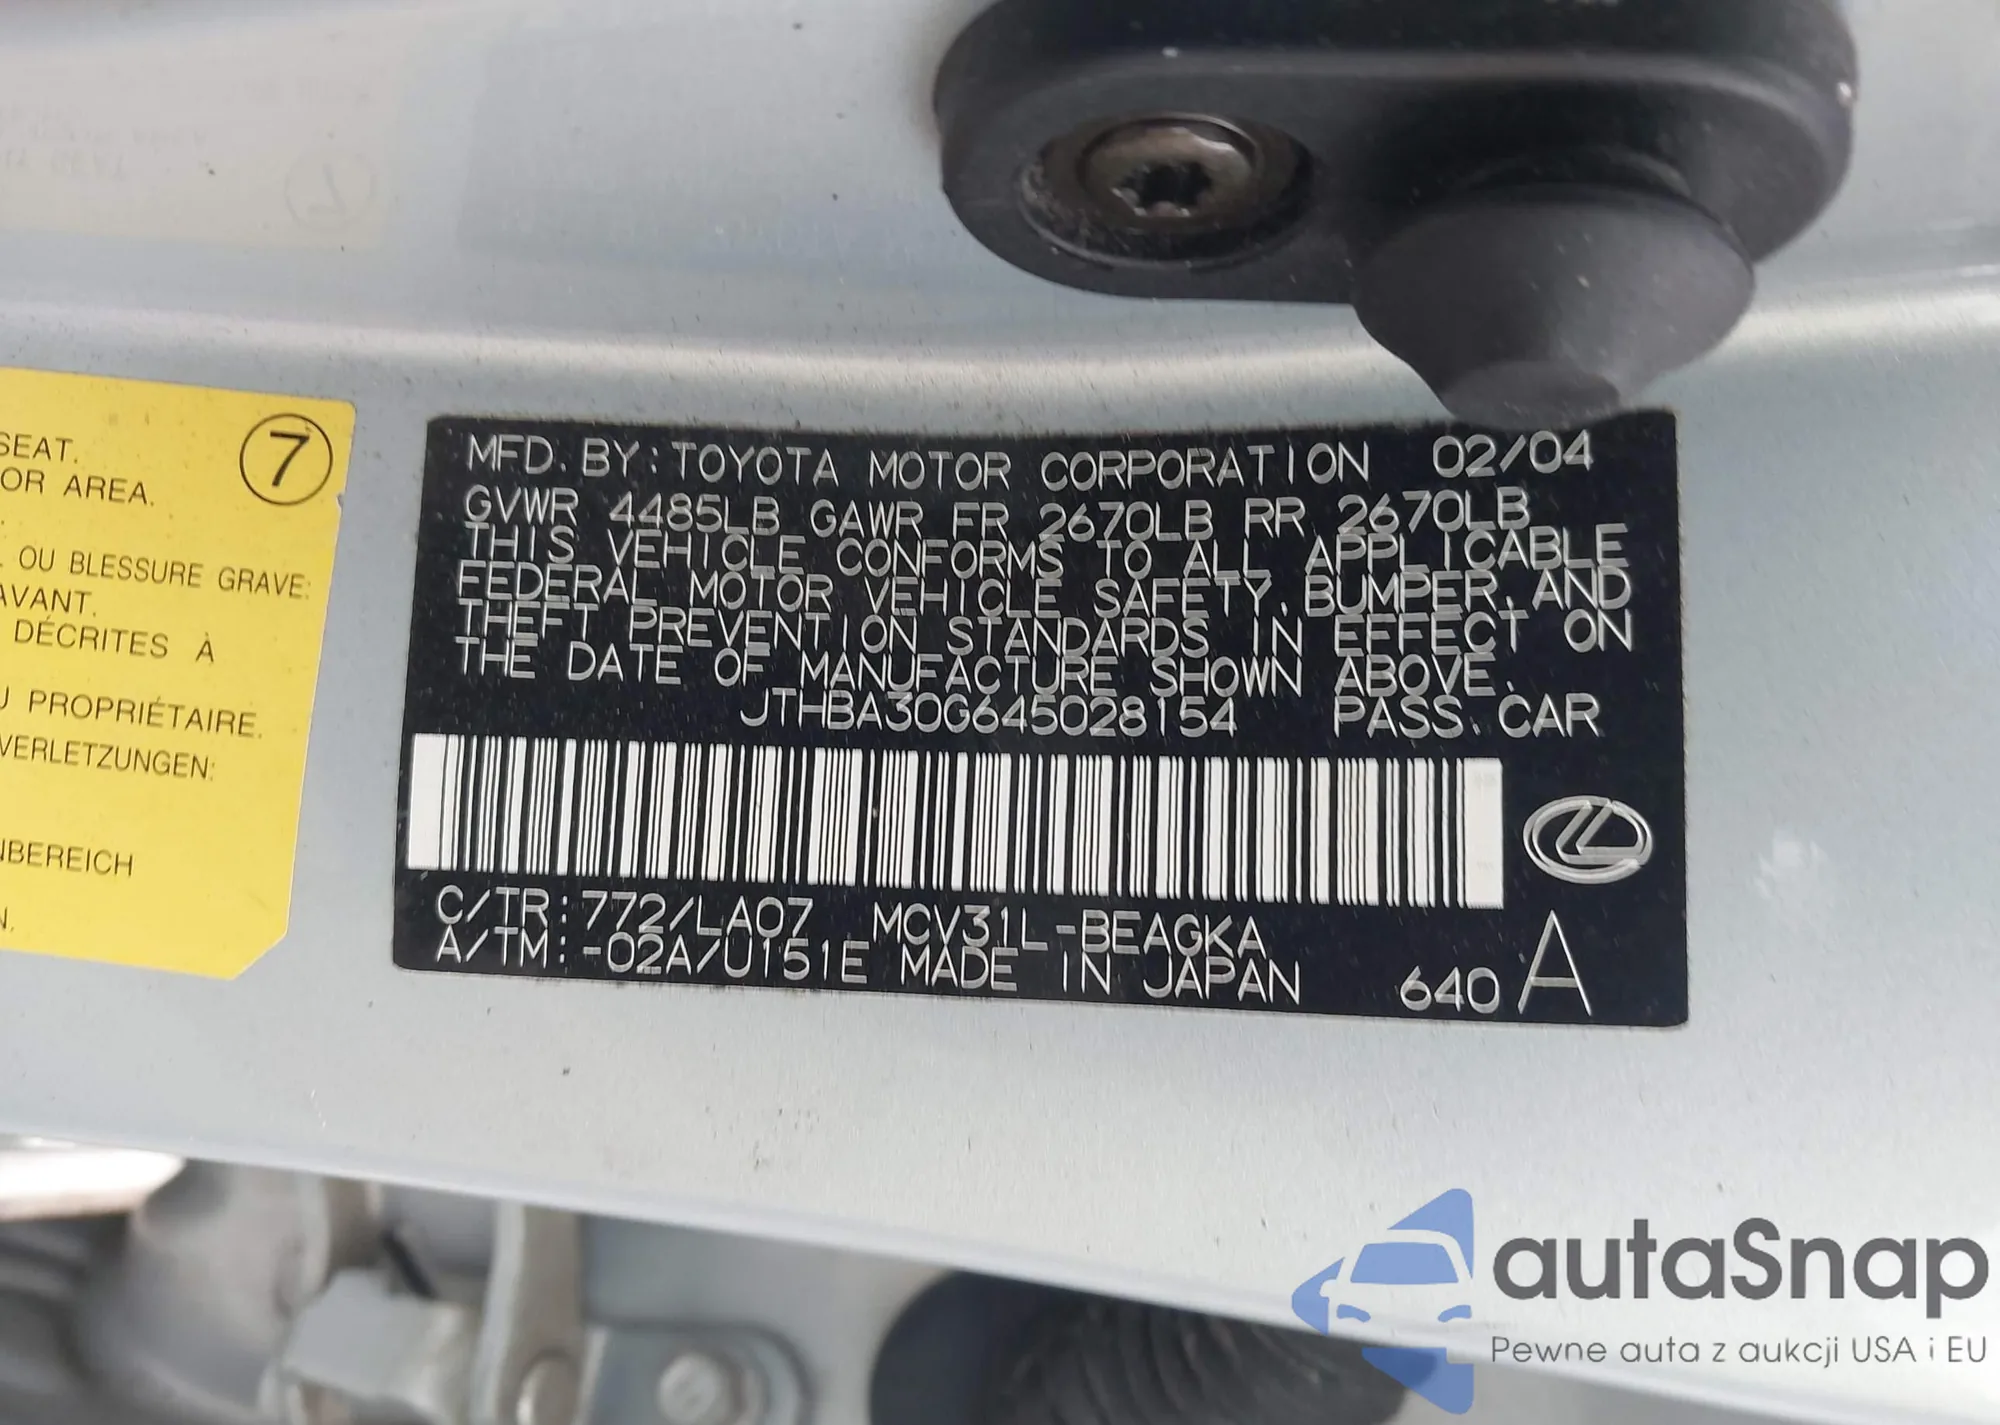 SEAT.
OR AREA.
7
OU BLESSURE GRAVE:
AVANT.
DÉCRITES À
PROPRIÉTAIRE.
VERLETZUNGEN:
NBEREICH
N.
MFD. BY: TOYOTA MOTOR CORPORATION 02/04
GVWR 4485LB GAWR FR 2670LB RR 2670LB
THIS VEHICLE CONFORMS TO ALL APPLICABLE
FEDERAL MOTOR VEHICLE SAFETY, BUMPER, AND
THEFT PREVENTION STANDARDS IN EFFECT ON
THE DATE OF MANUFACTURE SHOWN ABOVE.
JTHBA30G645028154 PASS. CAR
C/TR: 772/LA07 MCV31L-BEAGKA
A/TM: -02A/U151E MADE IN JAPAN 640 A
autaSnap
Pewne auta z aukcji USA i EU